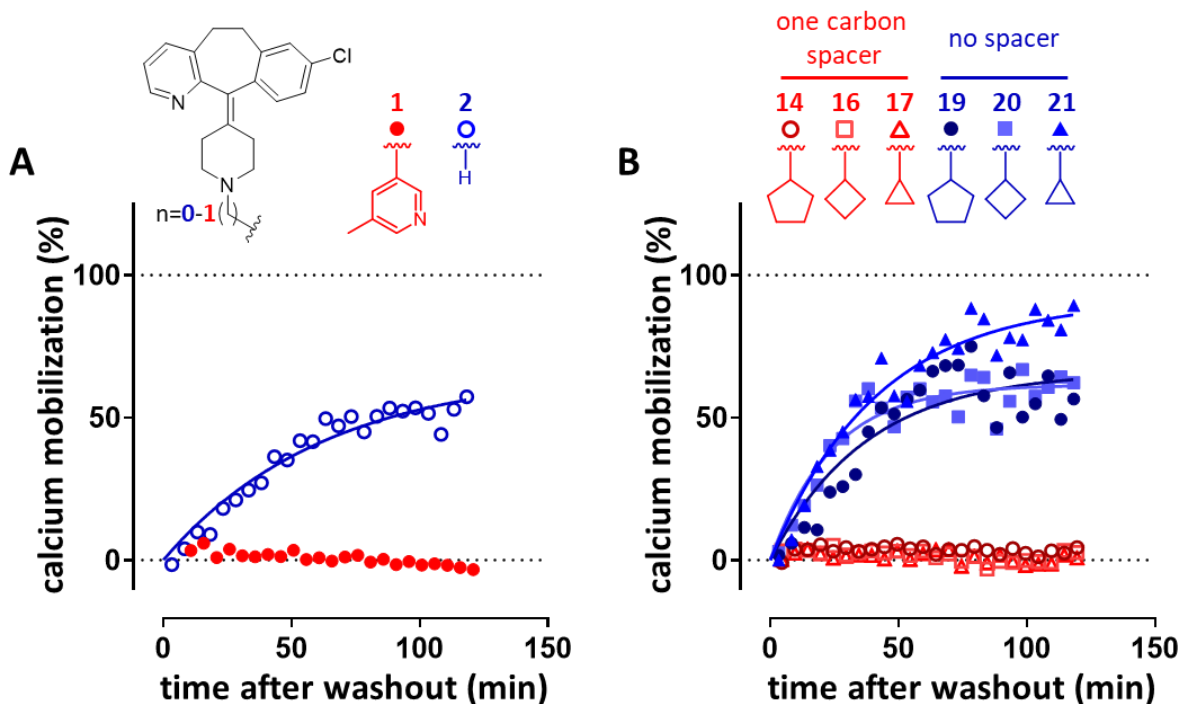 Cl
N
N
n=0-1
1
2
H
N
A
calcium mobilization (%)
100
50
0
0
50
100
150
time after washout (min)
one carbon
spacer
no spacer
14
16
17
19
20
21
B
calcium mobilization (%)
100
50
0
0
50
100
150
time after washout (min)